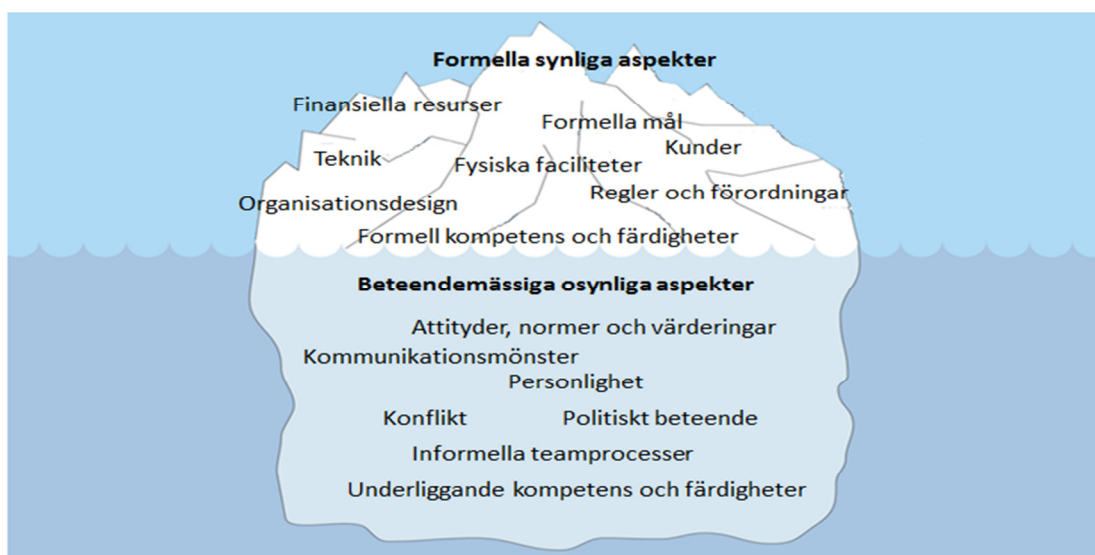 Formella synliga aspekter
Finansiella resurser
Formella mål
Kunder
Teknik
Fysiska faciliteter
Regler och förordningar
Organisationsdesign
Formell kompetens och färdigheter
Beteendemässiga osynliga aspekter
Attityder, normer och värderingar
Kommunikationsmönster
Personlighet
Konflikt
Politiskt beteende
Informella teamprocesser
Underliggande kompetens och färdigheter